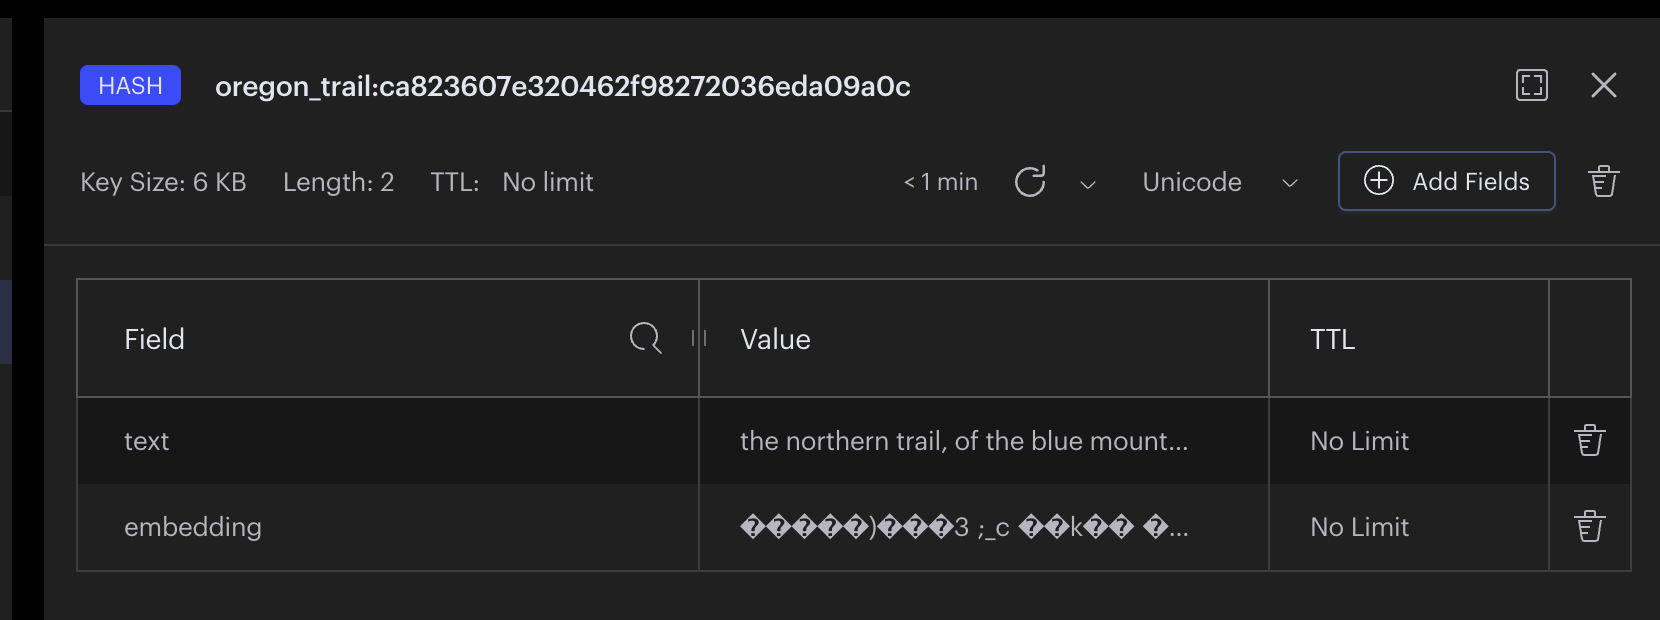 HASH oregon_trail:ca823607e320462f98272036eda09a0c
Key Size: 6 KB Length: 2 TTL: No limit < 1 min Unicode Add Fields
Field Value TTL
text the northern trail, of the blue mount... No Limit
embedding �����)���3 ;_c ��k�� �... No Limit